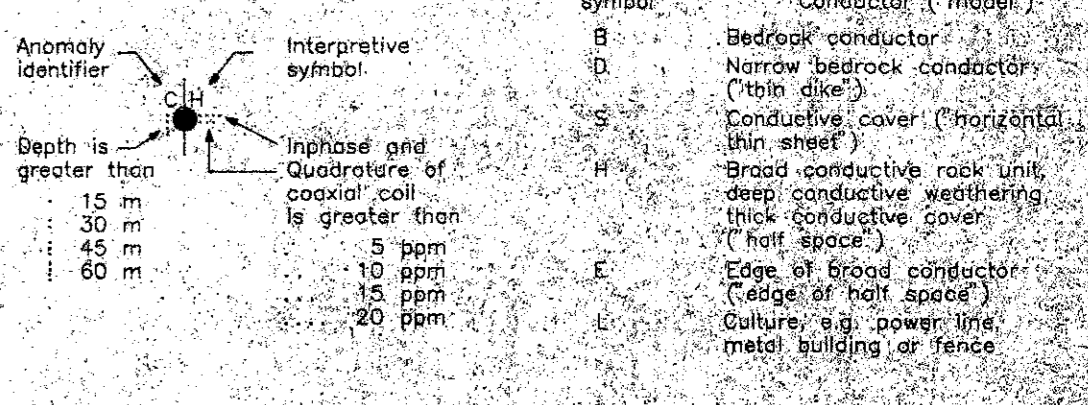 Anomaly
identifier
Interpretive
symbol
C H
Depth is
greater than
15 m
30 m
45 m
60 m
Inphase and
Quadrature of
coaxial coil
is greater than
5 ppm
10 ppm
15 ppm
20 ppm
symbol Conductor ("model")
B Bedrock conductor
D Narrow bedrock conductor
("thin dike")
S Conductive cover ("horizontal
thin sheet")
H Broad conductive rock unit,
deep conductive weathering
thick conductive cover
("half space")
E Edge of broad conductor
("edge of half space")
L Culture, e.g. power line,
metal building or fence